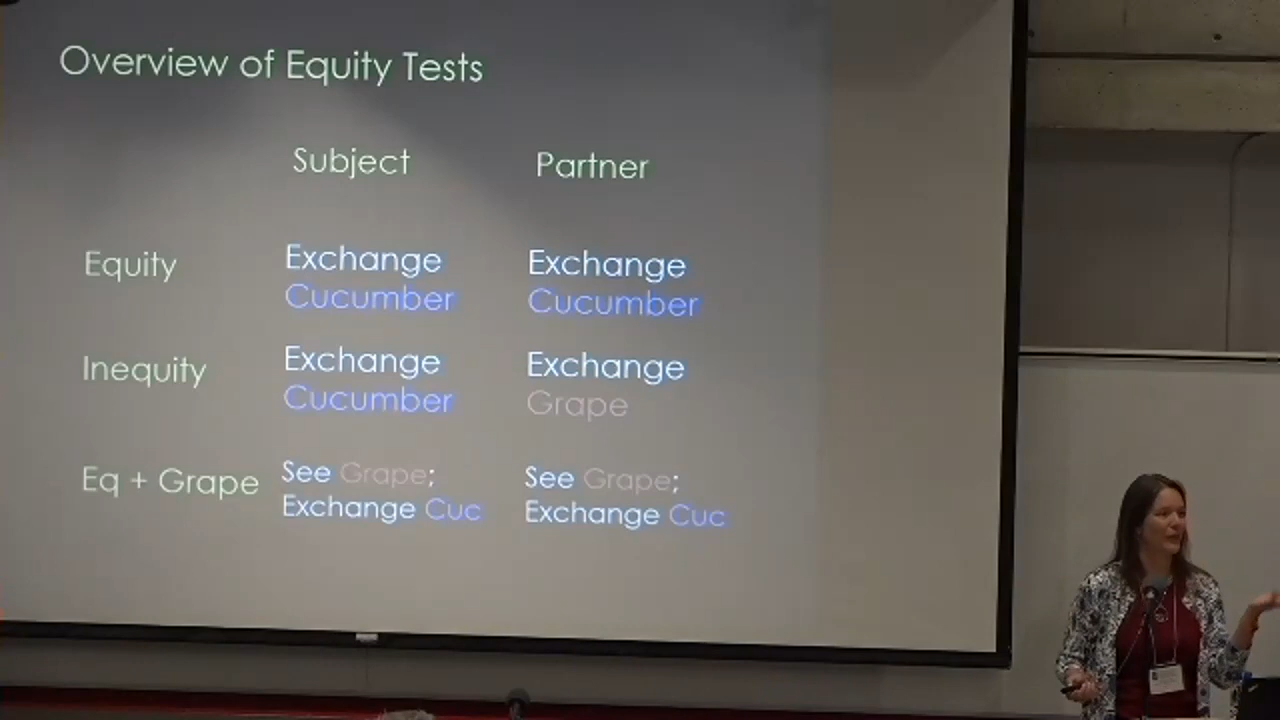 Overview of Equity Tests
Subject Partner
Equity Exchange Exchange
Cucumber Cucumber
Inequity Exchange Exchange
Cucumber Grape
Eq + Grape See Grape; See Grape;
Exchange Cuc Exchange Cuc